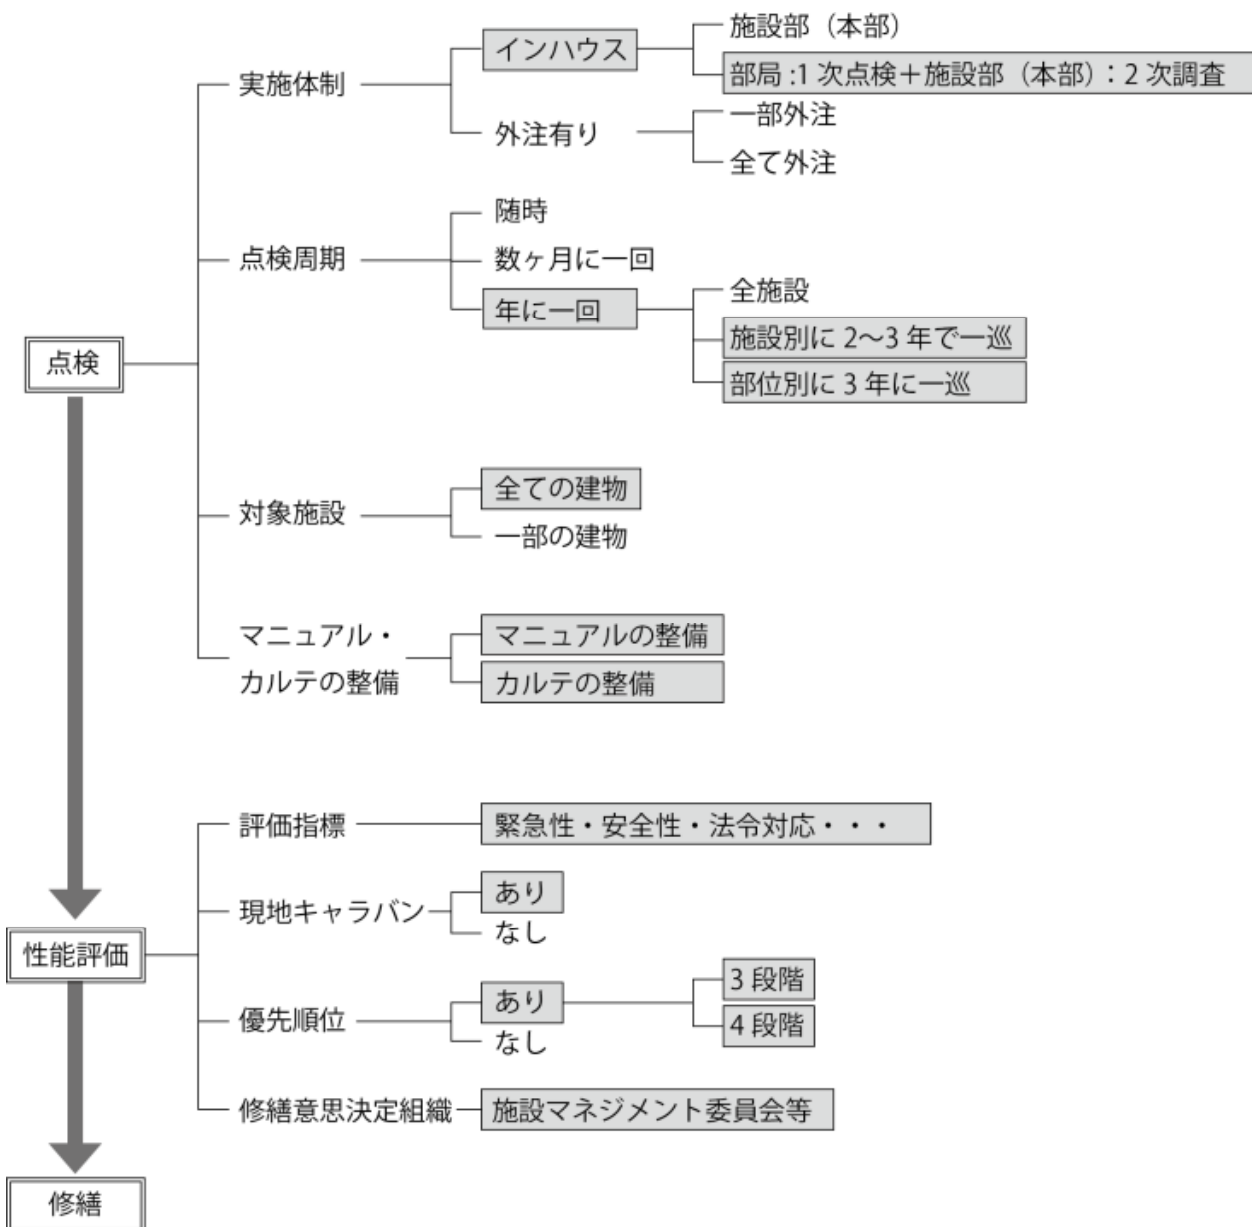 点検
実施体制
インハウス
施設部（本部）
部局:1次点検＋施設部（本部）：2次調査
外注有り
一部外注
全て外注
点検周期
随時
数ヶ月に一回
年に一回
全施設
施設別に2～3年で一巡
部位別に3年に一巡
対象施設
全ての建物
一部の建物
マニュアル・
カルテの整備
マニュアルの整備
カルテの整備
性能評価
評価指標
緊急性・安全性・法令対応・・・
現地キャラバン
あり
なし
優先順位
あり
3段階
4段階
なし
修繕意思決定組織
施設マネジメント委員会等
修繕